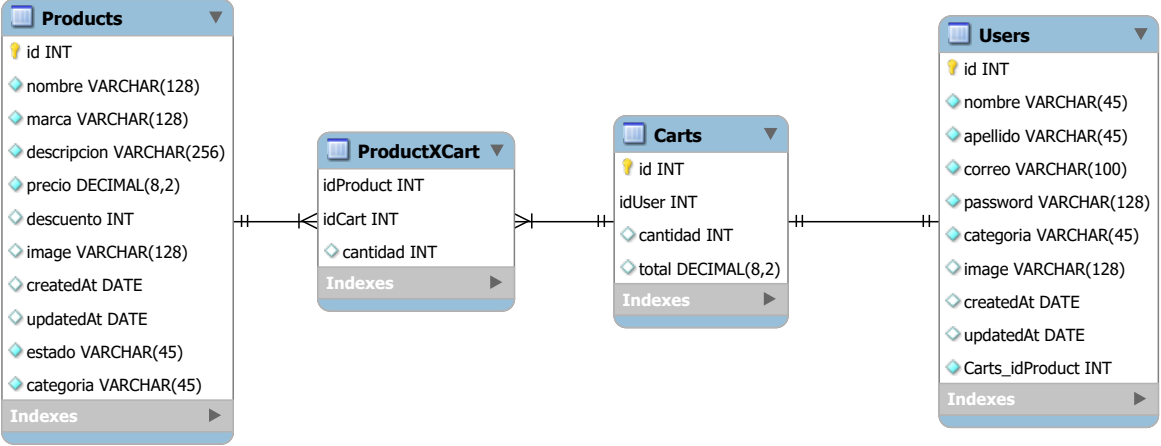 Products
id INT
nombre VARCHAR(128)
marca VARCHAR(128)
descripcion VARCHAR(256)
precio DECIMAL(8,2)
descuento INT
image VARCHAR(128)
createdAt DATE
updatedAt DATE
estado VARCHAR(45)
categoria VARCHAR(45)
Indexes
ProductXCart
idProduct INT
idCart INT
cantidad INT
Indexes
Carts
id INT
idUser INT
cantidad INT
total DECIMAL(8,2)
Indexes
Users
id INT
nombre VARCHAR(45)
apellido VARCHAR(45)
correo VARCHAR(100)
password VARCHAR(128)
categoria VARCHAR(45)
image VARCHAR(128)
createdAt DATE
updatedAt DATE
Carts_idProduct INT
Indexes